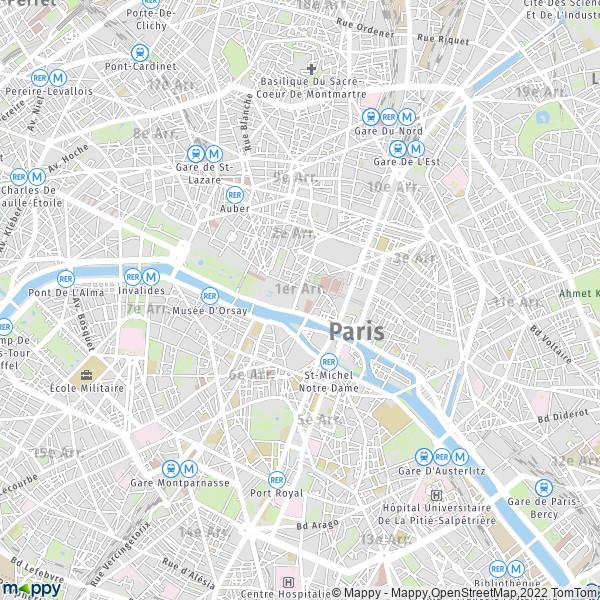 Porte-De-
Clichy
18e Arr.
Rue Ordener
Rue Riquet
Cité Des Scien
Et De L'Indust
RER M
Pereire-Levallois
Pont-Cardinet
17e Arr.
Basilique Du Sacré-
Coeur De Montmartre
19e Arr.
Av. Niel
Rue Blanche
8e Arr.
RER M
Gare Du Nord
Av. Hoche
M
Gare de St-
Lazare
M
Gare De L'Est
RER M
Charles De
aulle-Étoile
9e Arr.
10e Arr.
RER
Auber
Av. Kléber
2e Arr.
3e Arr.
RER
Pont De L'Alma
RER M
Invalides
1er Arr.
11e Arr.
Ahmet K
7e Arr.
RER
Musée D'Orsay
Av. Bosquet
Paris
Bd Voltaire
mp De
s-Tour
ffel
RER
St-Michel
Notre Dame
École Militaire
6e Arr.
5e Arr.
Bd Diderot
15e Arr.
RER M
Gare D'Austerlitz
12e Arr.
Lecourbe
M
Gare Montparnasse
RER
Port Royal
Gare de Paris-
Bercy
H
Hôpital Universitaire
De La Pitié-Salpêtrière
14e Arr.
Bd Arago
13e Arr.
Rue Vercingétorix
Rue d'Alésia
Bd Lefebvre
RER M
Bibliothèque
H
Centre Hospitalie
mappy
© Mappy - Mappy,OpenStreetMap,2022 TomTom